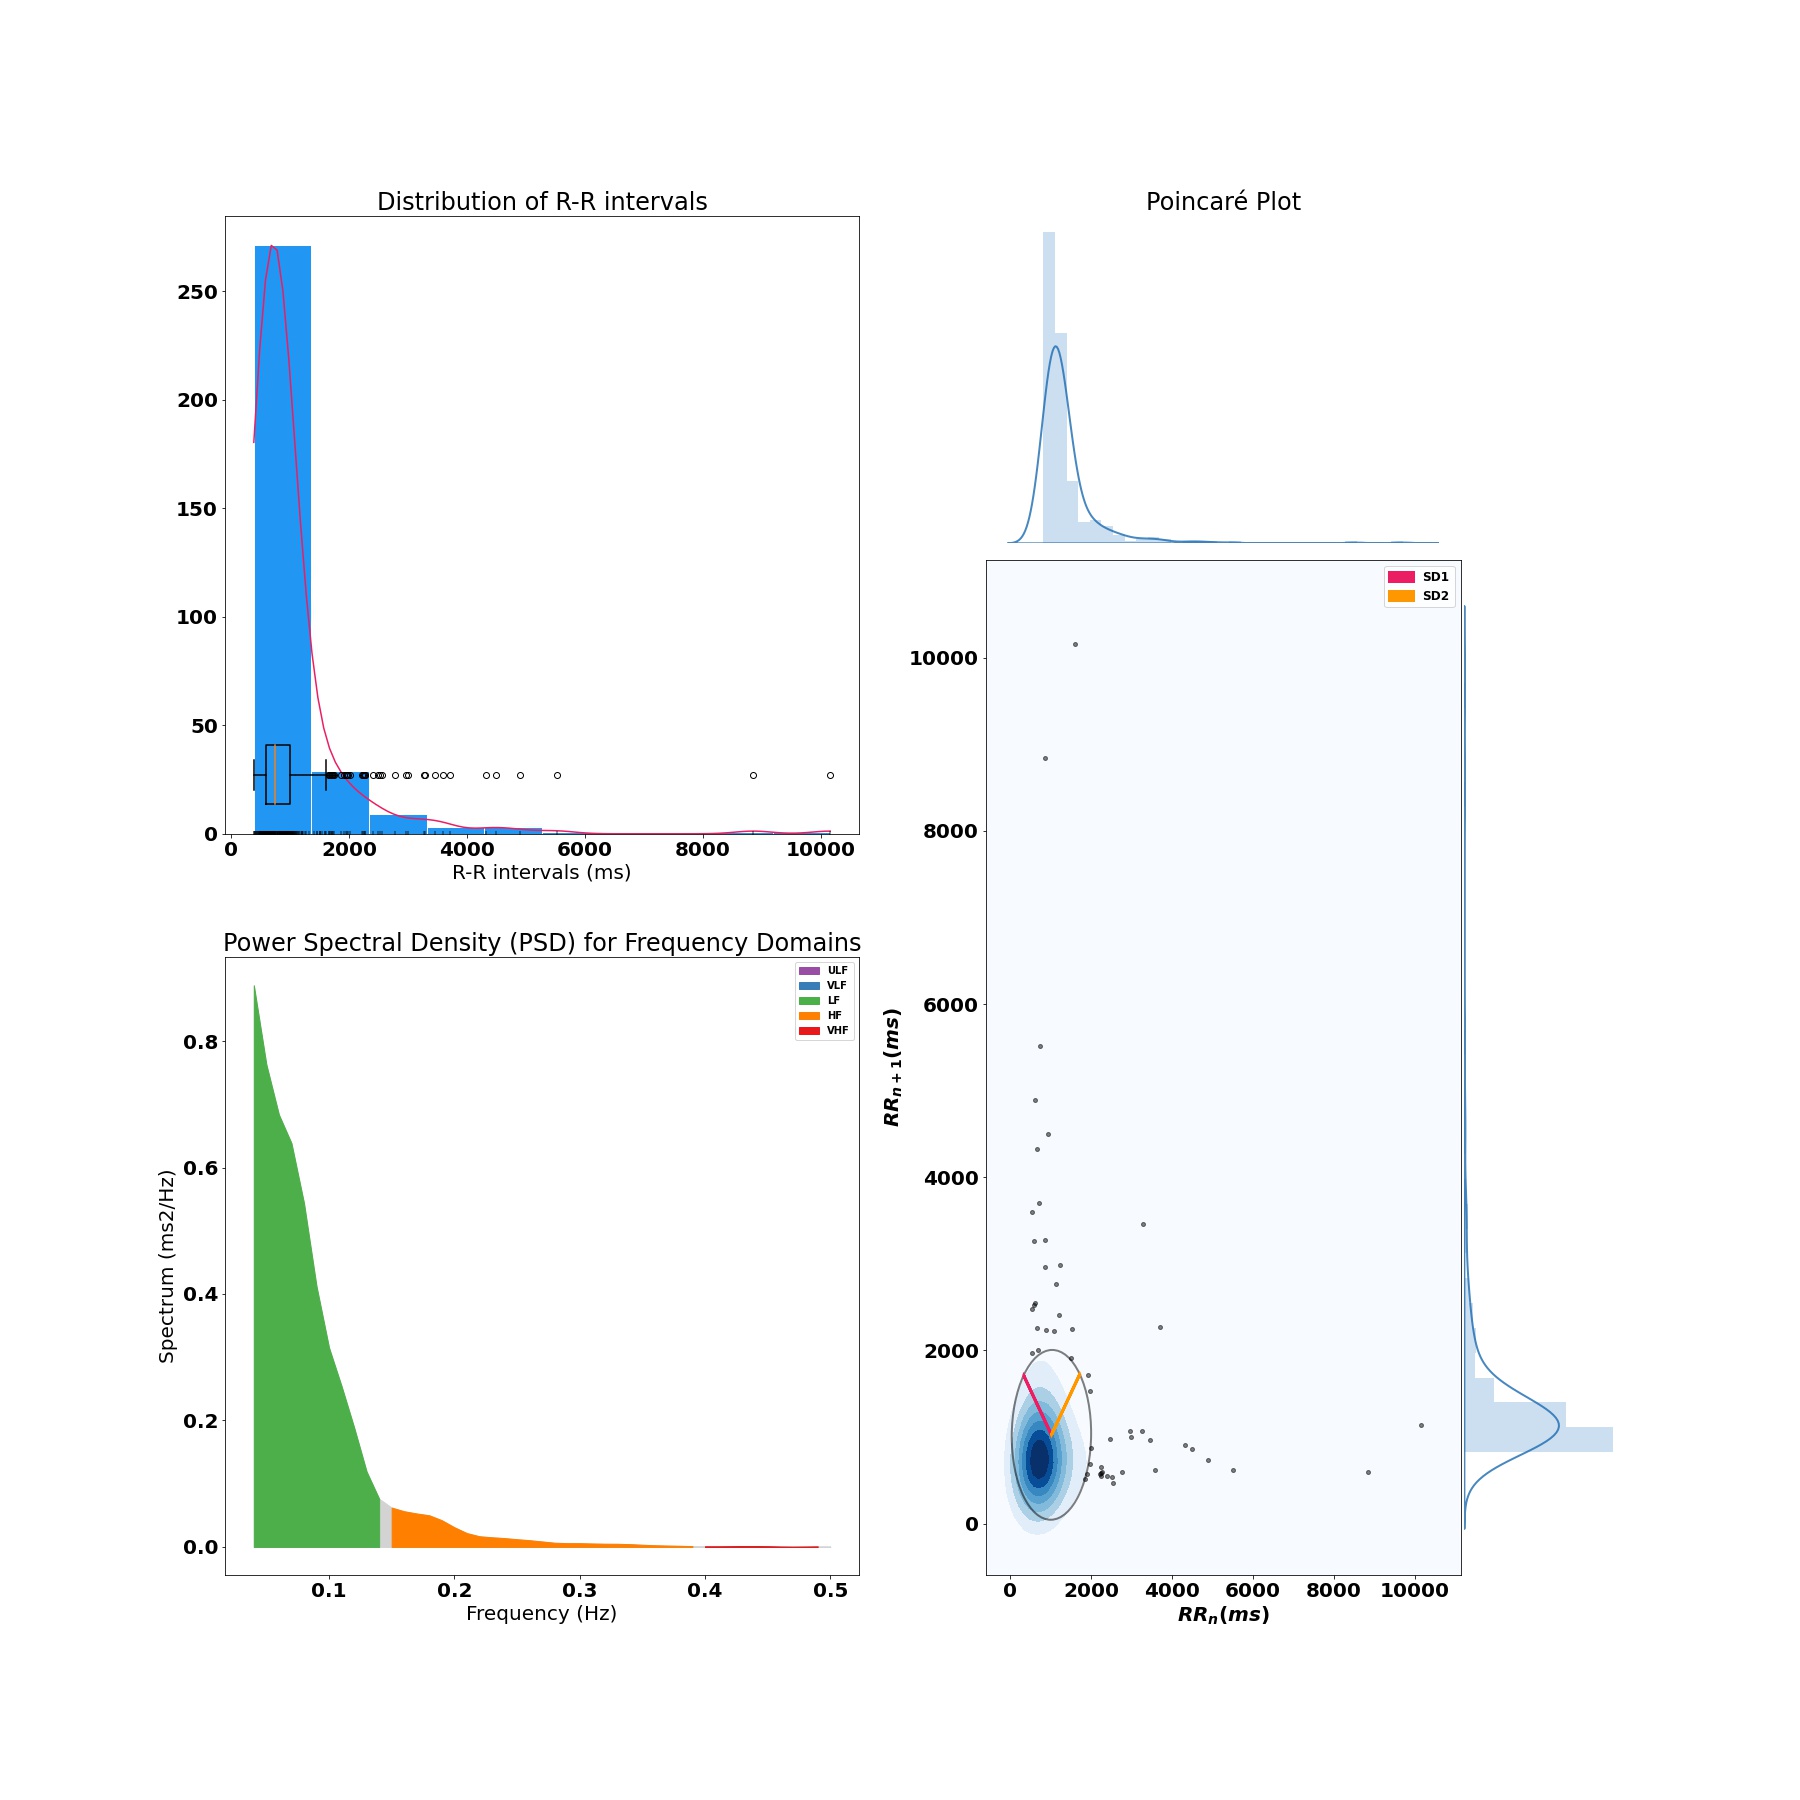 Distribution of R-R intervals
250
200
150
100
50
0
0 2000 4000 6000 8000 10000
R-R intervals (ms)
Power Spectral Density (PSD) for Frequency Domains
ULF
VLF
LF
HF
VHF
Spectrum (ms2/Hz)
0.8
0.6
0.4
0.2
0.0
0.1 0.2 0.3 0.4 0.5
Frequency (Hz)
Poincaré Plot
SD1
SD2
RRn+1(ms)
10000
8000
6000
4000
2000
0
0 2000 4000 6000 8000 10000
RRn(ms)